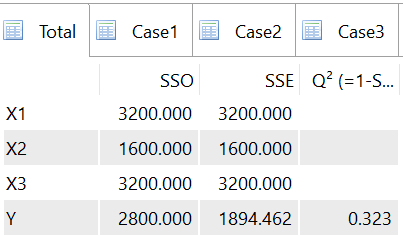 Total Case1 Case2 Case3
SSO SSE Q² (=1-S...
X1 3200.000 3200.000
X2 1600.000 1600.000
X3 3200.000 3200.000
Y 2800.000 1894.462 0.323